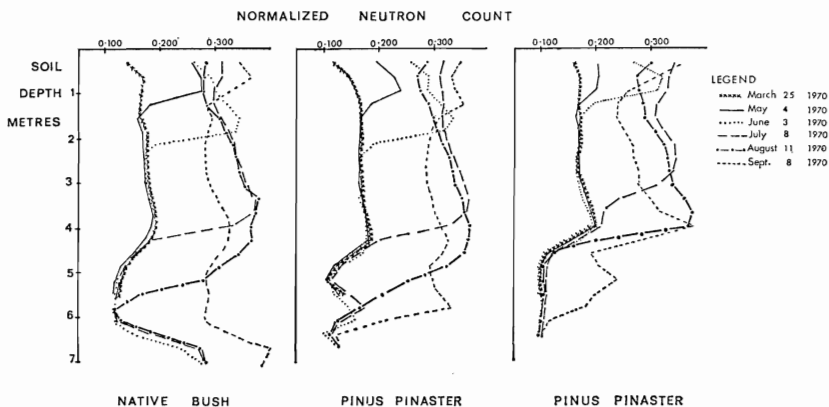 NORMALIZED NEUTRON COUNT
0·100 0·200 0·300 0·100 0·200 0·300 0·100 0·200 0·300
SOIL
DEPTH 1
METRES
2
3
4
5
6
7
LEGEND
March 25 1970
May 4 1970
June 3 1970
July 8 1970
August 11 1970
Sept. 8 1970
NATIVE BUSH PINUS PINASTER PINUS PINASTER